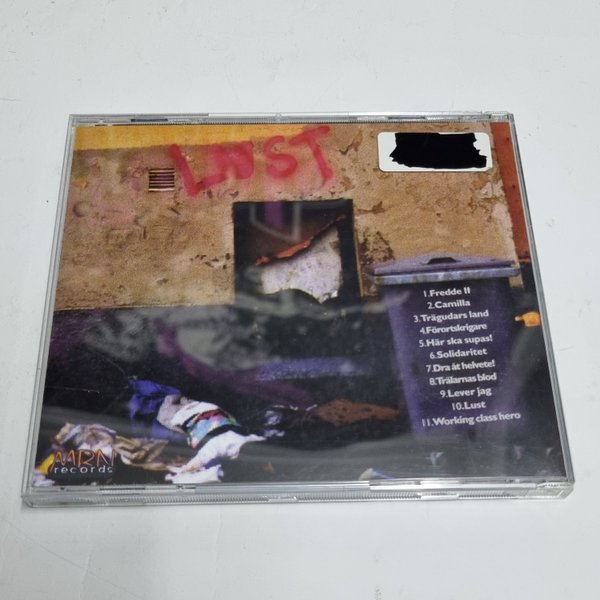 LUST
1.Fredde II
2.Camilla
3.Trägudars land
4.Förortskrigare
5.Här ska supas!
6.Solidaritet
7.Dra åt helvete!
8.Trälarnas blod
9.Lever jag
10.Lust
11.Working class hero
MRN
records